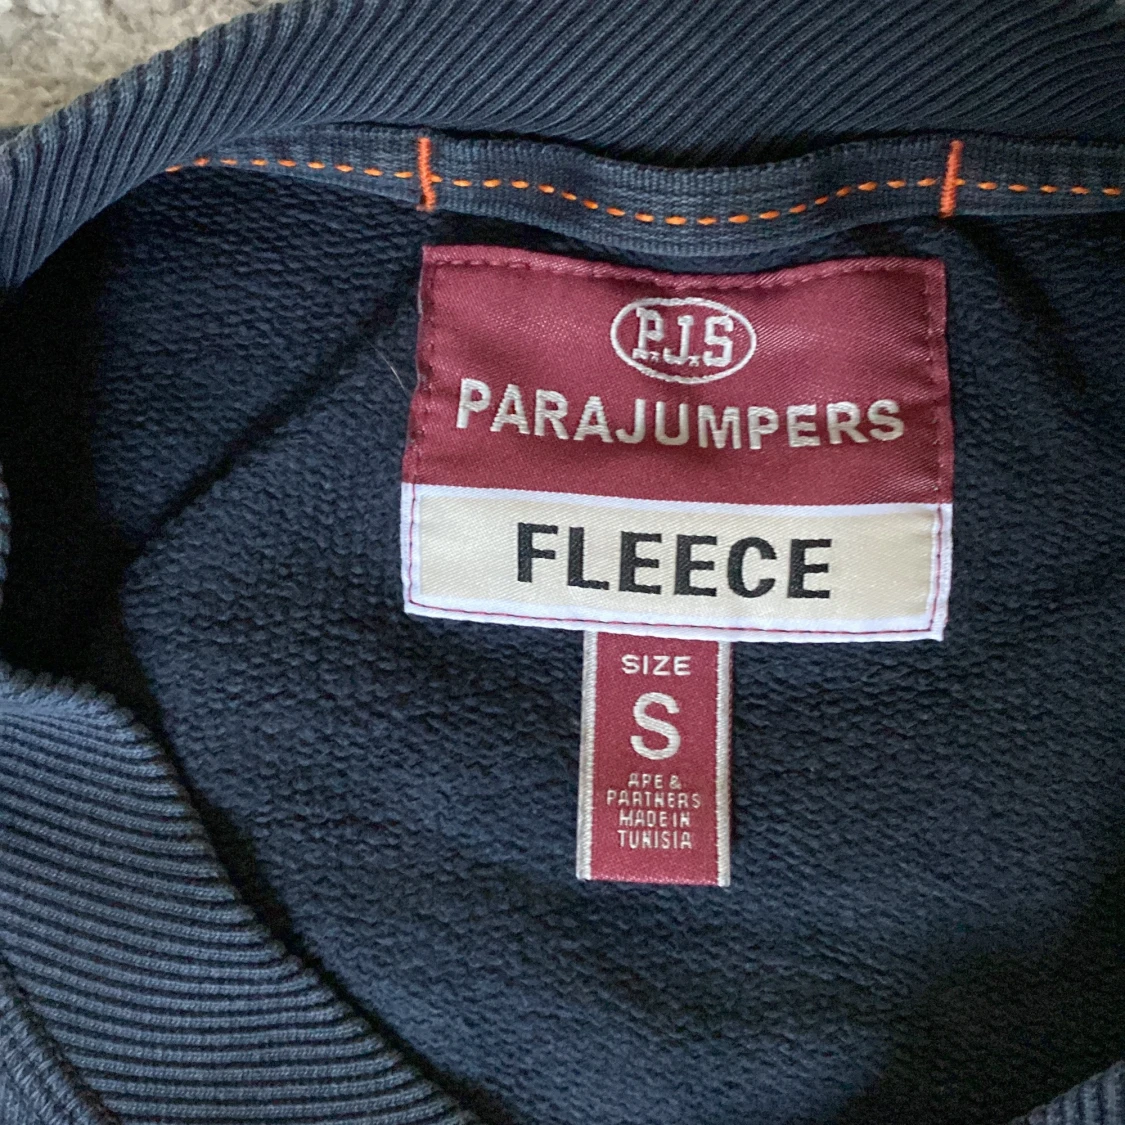 P.J.S
PARAJUMPERS
FLEECE
SIZE
S
APE &
PARTNERS
MADE IN
TUNISIA